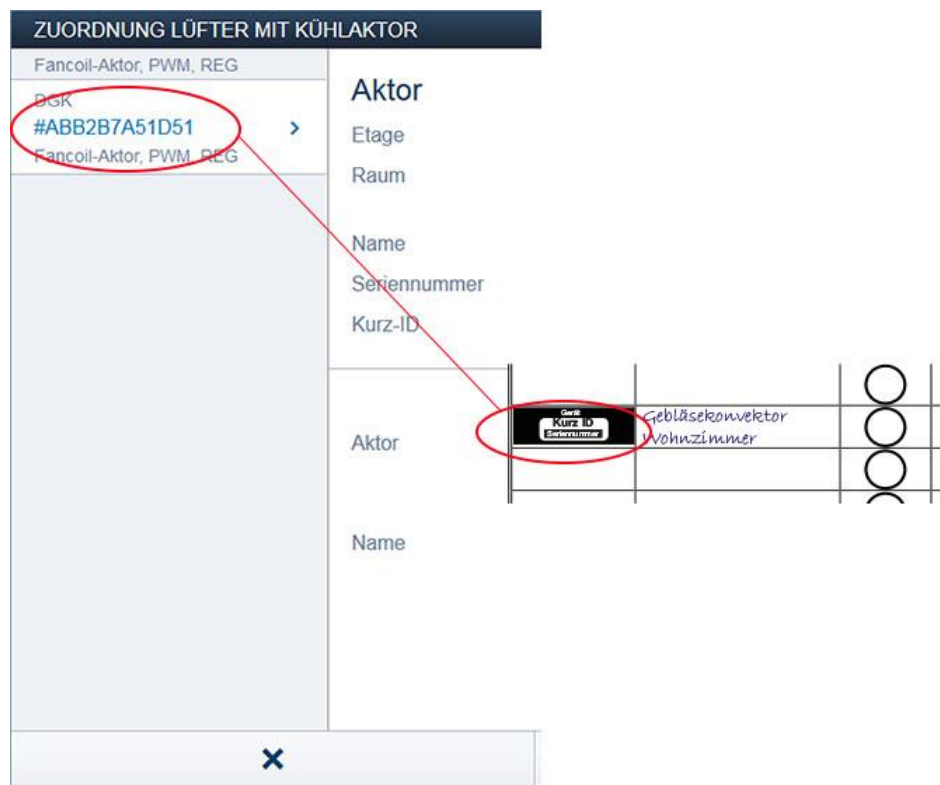 ZUORDNUNG LÜFTER MIT KÜHLAKTOR
Fancoil-Aktor, PWM, REG
DGK
#ABB2B7A51D51
Fancoil-Aktor, PWM, REG
Aktor
Etage
Raum
Name
Seriennummer
Kurz-ID
Aktor
Name
Gerät
Kurz ID
Seriennummer
Gebläsekonvektor
Wohnzimmer